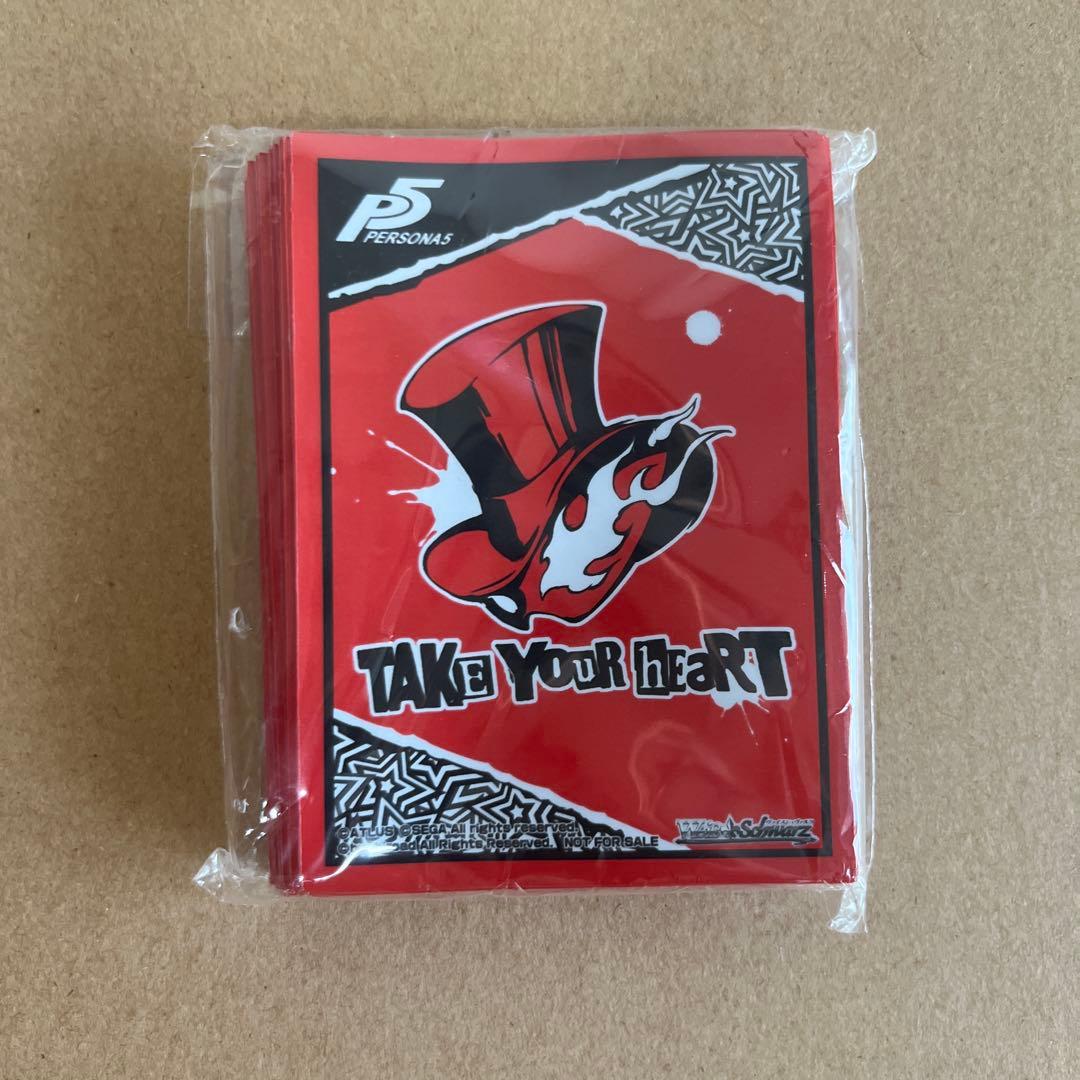 P5
PERSONA5
TAKE YOUR heaRT
©ATLUS ©SEGA All rights reserved.
All Rights Reserved. NOT FOR SALE
Weiß Schwarz